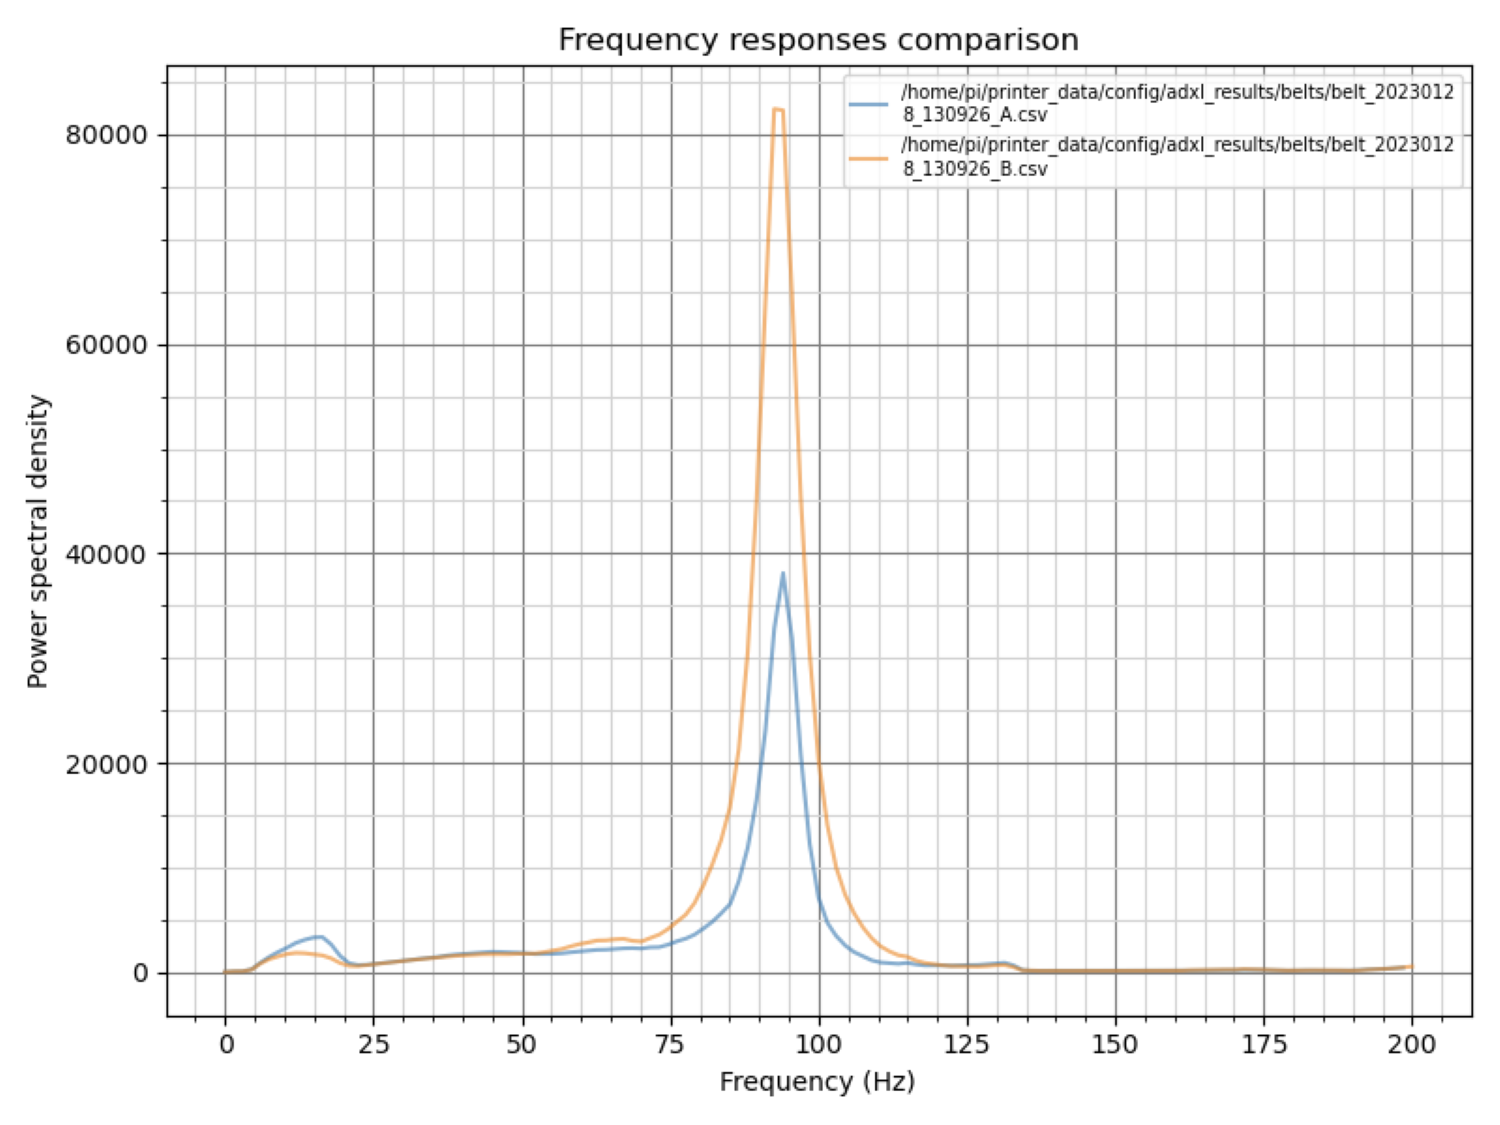 Frequency responses comparison
/home/pi/printer_data/config/adxl_results/belts/belt_2023012
8_130926_A.csv
/home/pi/printer_data/config/adxl_results/belts/belt_2023012
8_130926_B.csv
80000
60000
40000
20000
0
Power spectral density
0 25 50 75 100 125 150 175 200
Frequency (Hz)